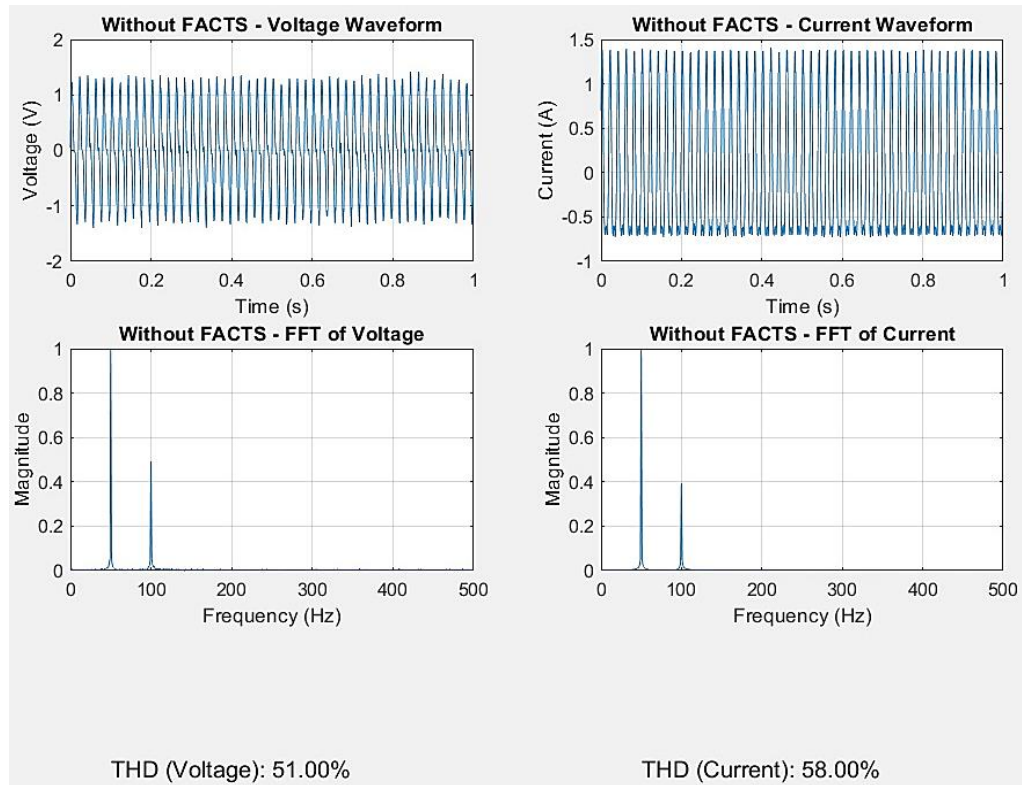 Without FACTS - Voltage Waveform
2
1
0
-1
-2
Voltage (V)
0 0.2 0.4 0.6 0.8 1
Time (s)
Without FACTS - Current Waveform
1.5
1
0.5
0
-0.5
-1
Current (A)
0 0.2 0.4 0.6 0.8 1
Time (s)
Without FACTS - FFT of Voltage
1
0.8
0.6
0.4
0.2
0
Magnitude
0 100 200 300 400 500
Frequency (Hz)
Without FACTS - FFT of Current
1
0.8
0.6
0.4
0.2
0
Magnitude
0 100 200 300 400 500
Frequency (Hz)
THD (Voltage): 51.00%
THD (Current): 58.00%